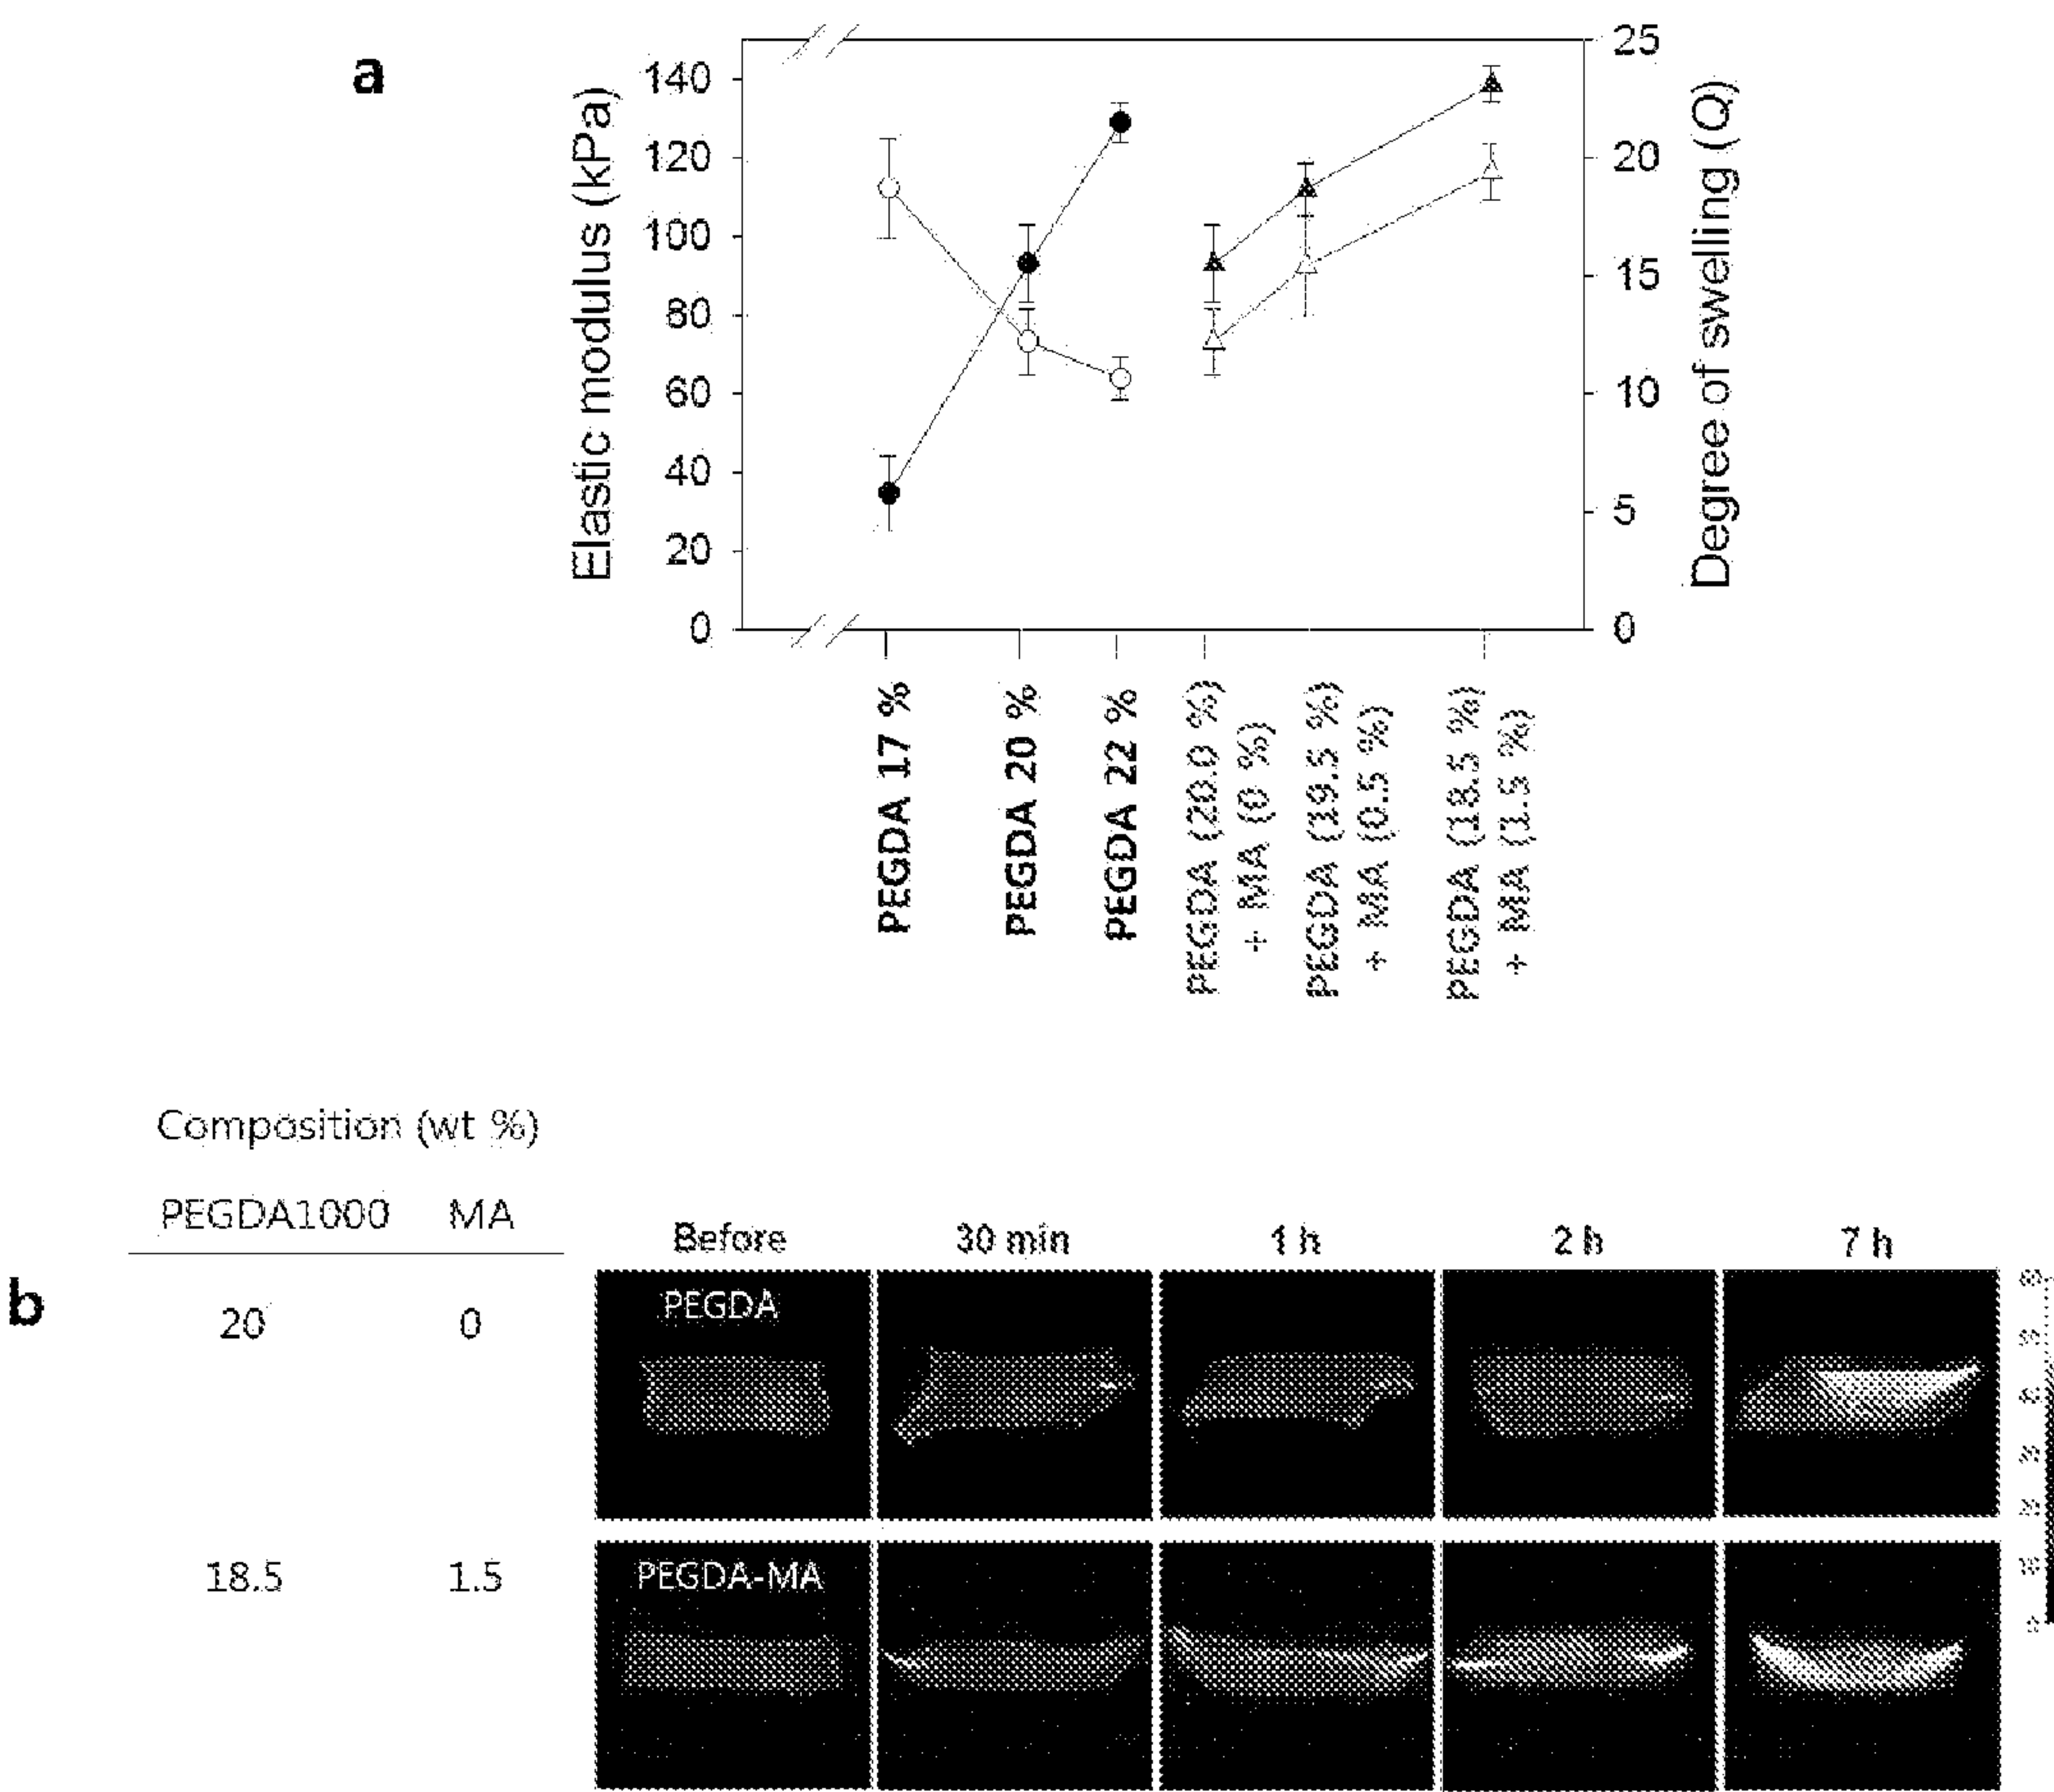 a
Elastic modulus (kPa)
140
120
100
80
60
40
20
0
25
20
15
10
5
0
Degree of swelling (Q)
PEGDA 17 %
PEGDA 20 %
PEGDA 22 %
PEGDA (20.0 %)
+ MA (0 %)
PEGDA (19.5 %)
+ MA (0.5 %)
PEGDA (18.5 %)
+ MA (1.5 %)
Composition (wt %)
PEGDA1000 MA
Before 30 min 1 h 2 h 7 h
b
20 0
PEGDA
18.5 1.5
PEGDA-MA